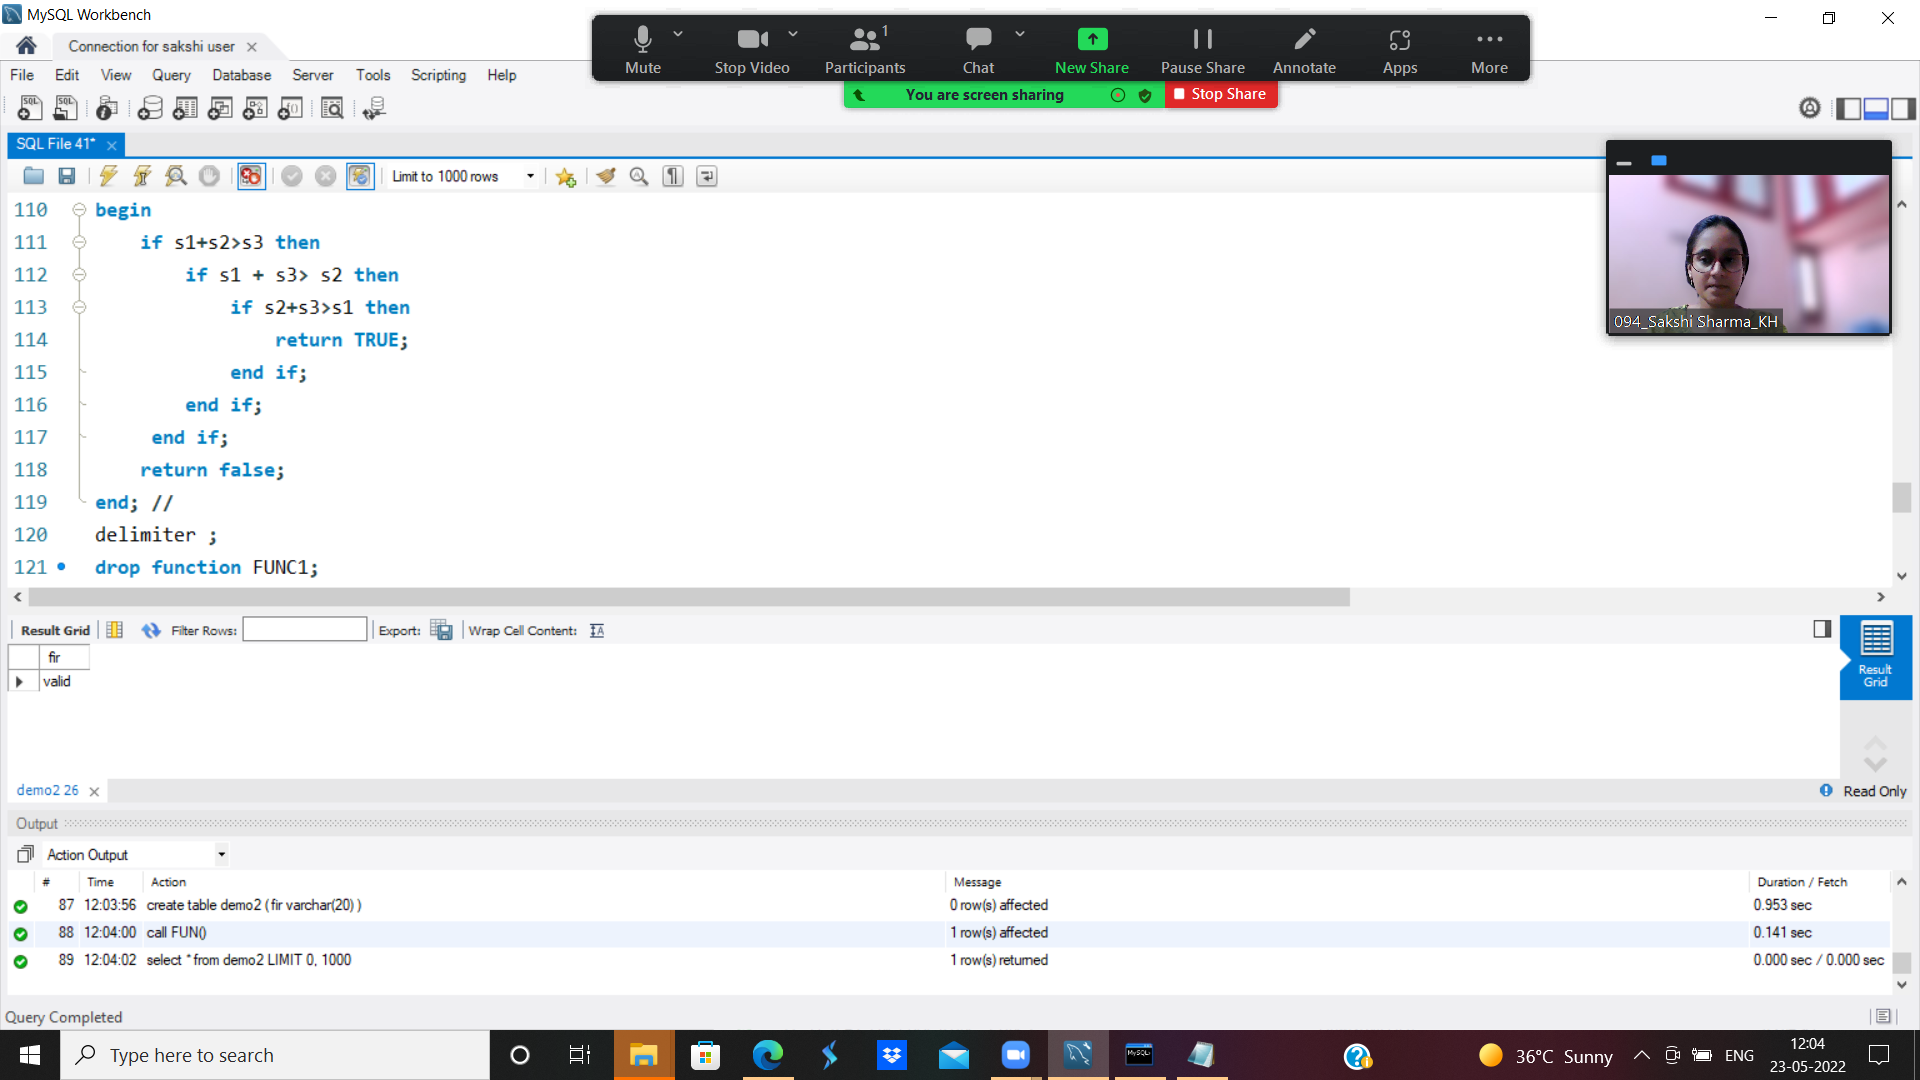 MySQL Workbench
Connection for sakshi user
File Edit View Query Database Server Tools Scripting Help
Mute Stop Video Participants 1 Chat New Share Pause Share Annotate Apps More
You are screen sharing Stop Share
SQL File 41*
Limit to 1000 rows
094_Sakshi Sharma_KH
110 begin
111 if s1+s2>s3 then
112 if s1 + s3> s2 then
113 if s2+s3>s1 then
114 return TRUE;
115 end if;
116 end if;
117 end if;
118 return false;
119 end; //
120 delimiter ;
121 drop function FUNC1;
Result Grid Filter Rows: Export: Wrap Cell Content:
fir
valid
Result
Grid
demo2 26 Read Only
Output
Action Output
# Time Action Message Duration / Fetch
87 12:03:56 create table demo2 ( fir varchar(20) ) 0 row(s) affected 0.953 sec
88 12:04:00 call FUN() 1 row(s) affected 0.141 sec
89 12:04:02 select * from demo2 LIMIT 0, 1000 1 row(s) returned 0.000 sec / 0.000 sec
Query Completed
Type here to search
36°C Sunny
ENG
12:04
23-05-2022